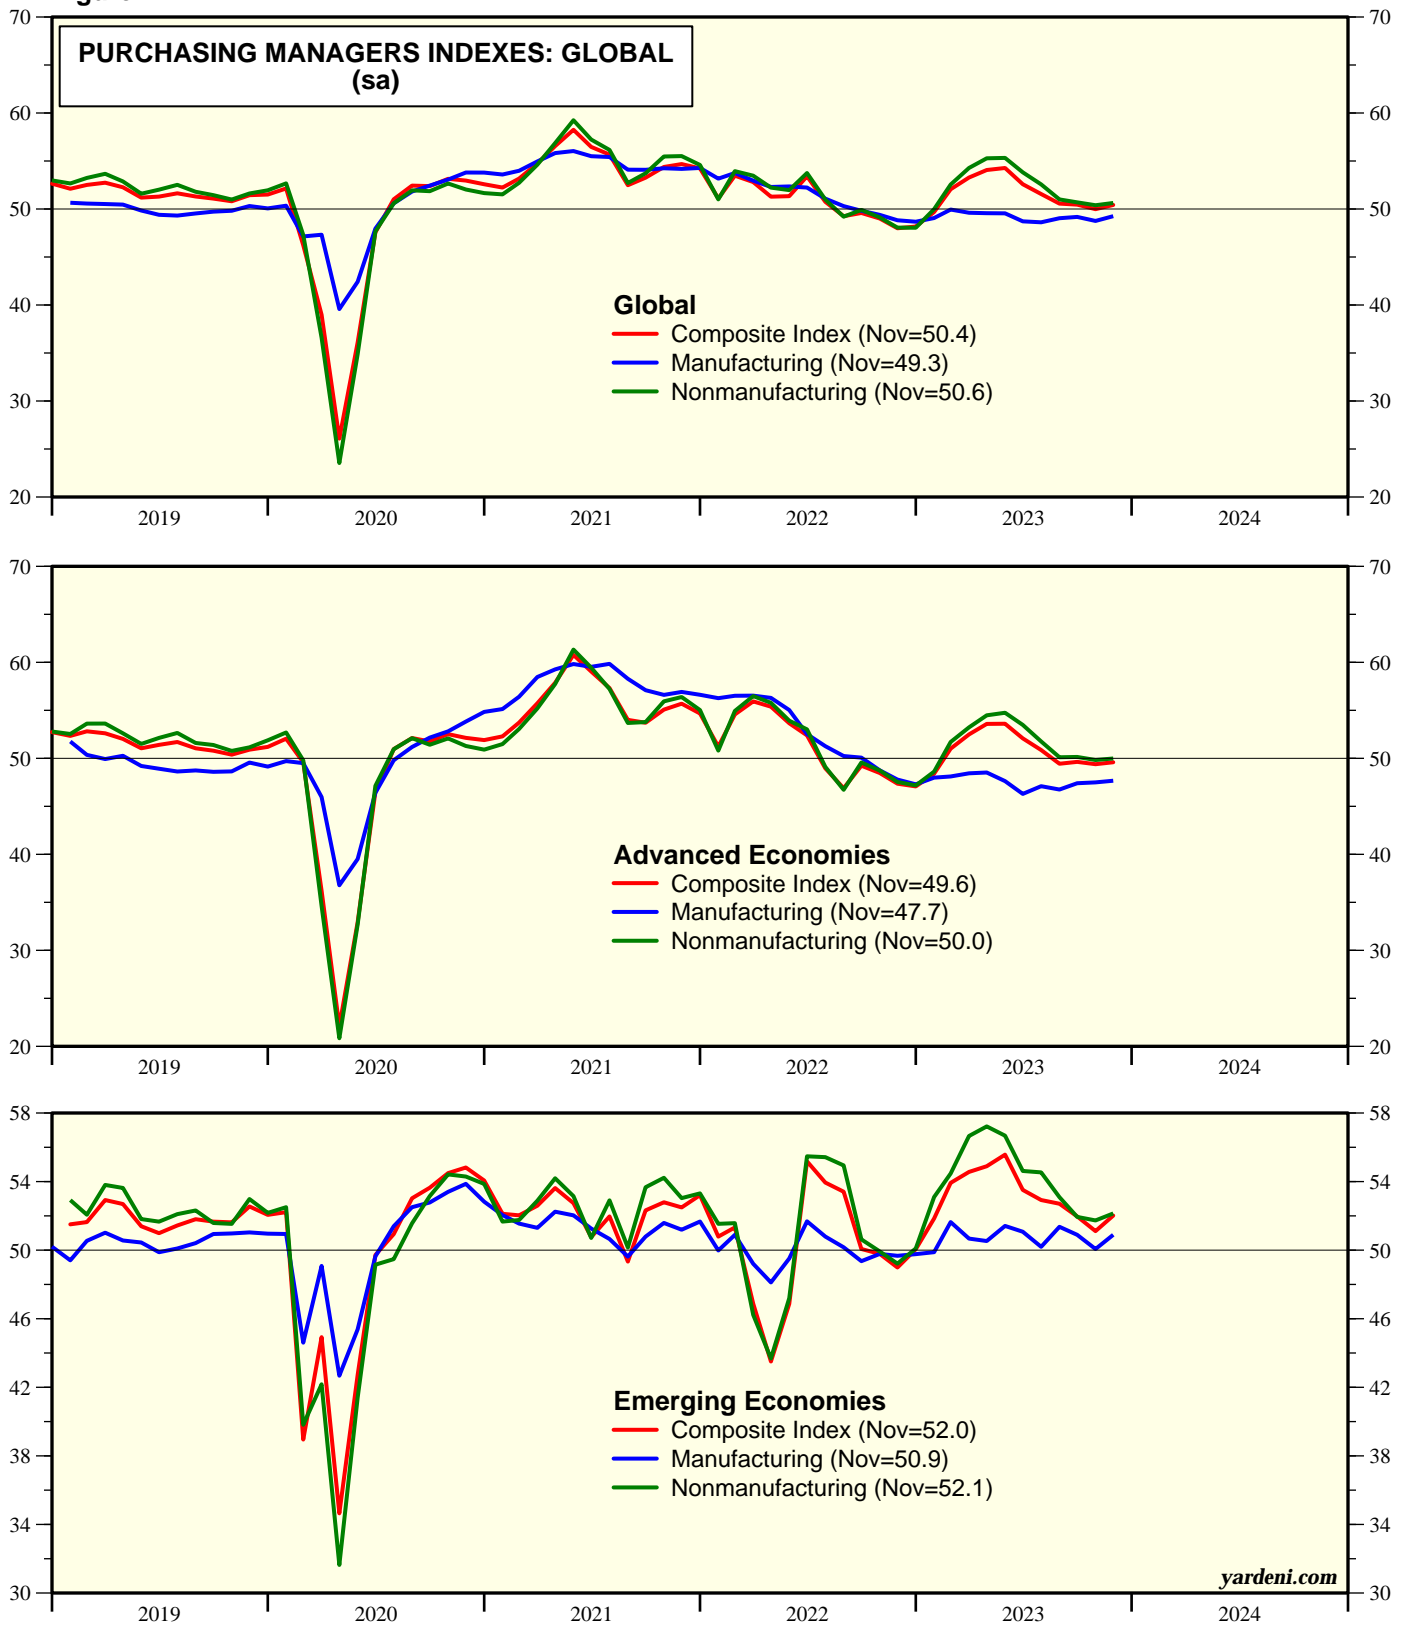 PURCHASING MANAGERS INDEXES: GLOBAL
(sa)
70 70
60 60
50 50
40 40
30 30
20 20
Global
Composite Index (Nov=50.4)
Manufacturing (Nov=49.3)
Nonmanufacturing (Nov=50.6)
2019 2020 2021 2022 2023 2024
70 70
60 60
50 50
40 40
30 30
20 20
Advanced Economies
Composite Index (Nov=49.6)
Manufacturing (Nov=47.7)
Nonmanufacturing (Nov=50.0)
2019 2020 2021 2022 2023 2024
58 58
54 54
50 50
46 46
42 42
38 38
34 34
30 30
Emerging Economies
Composite Index (Nov=52.0)
Manufacturing (Nov=50.9)
Nonmanufacturing (Nov=52.1)
yardeni.com
2019 2020 2021 2022 2023 2024